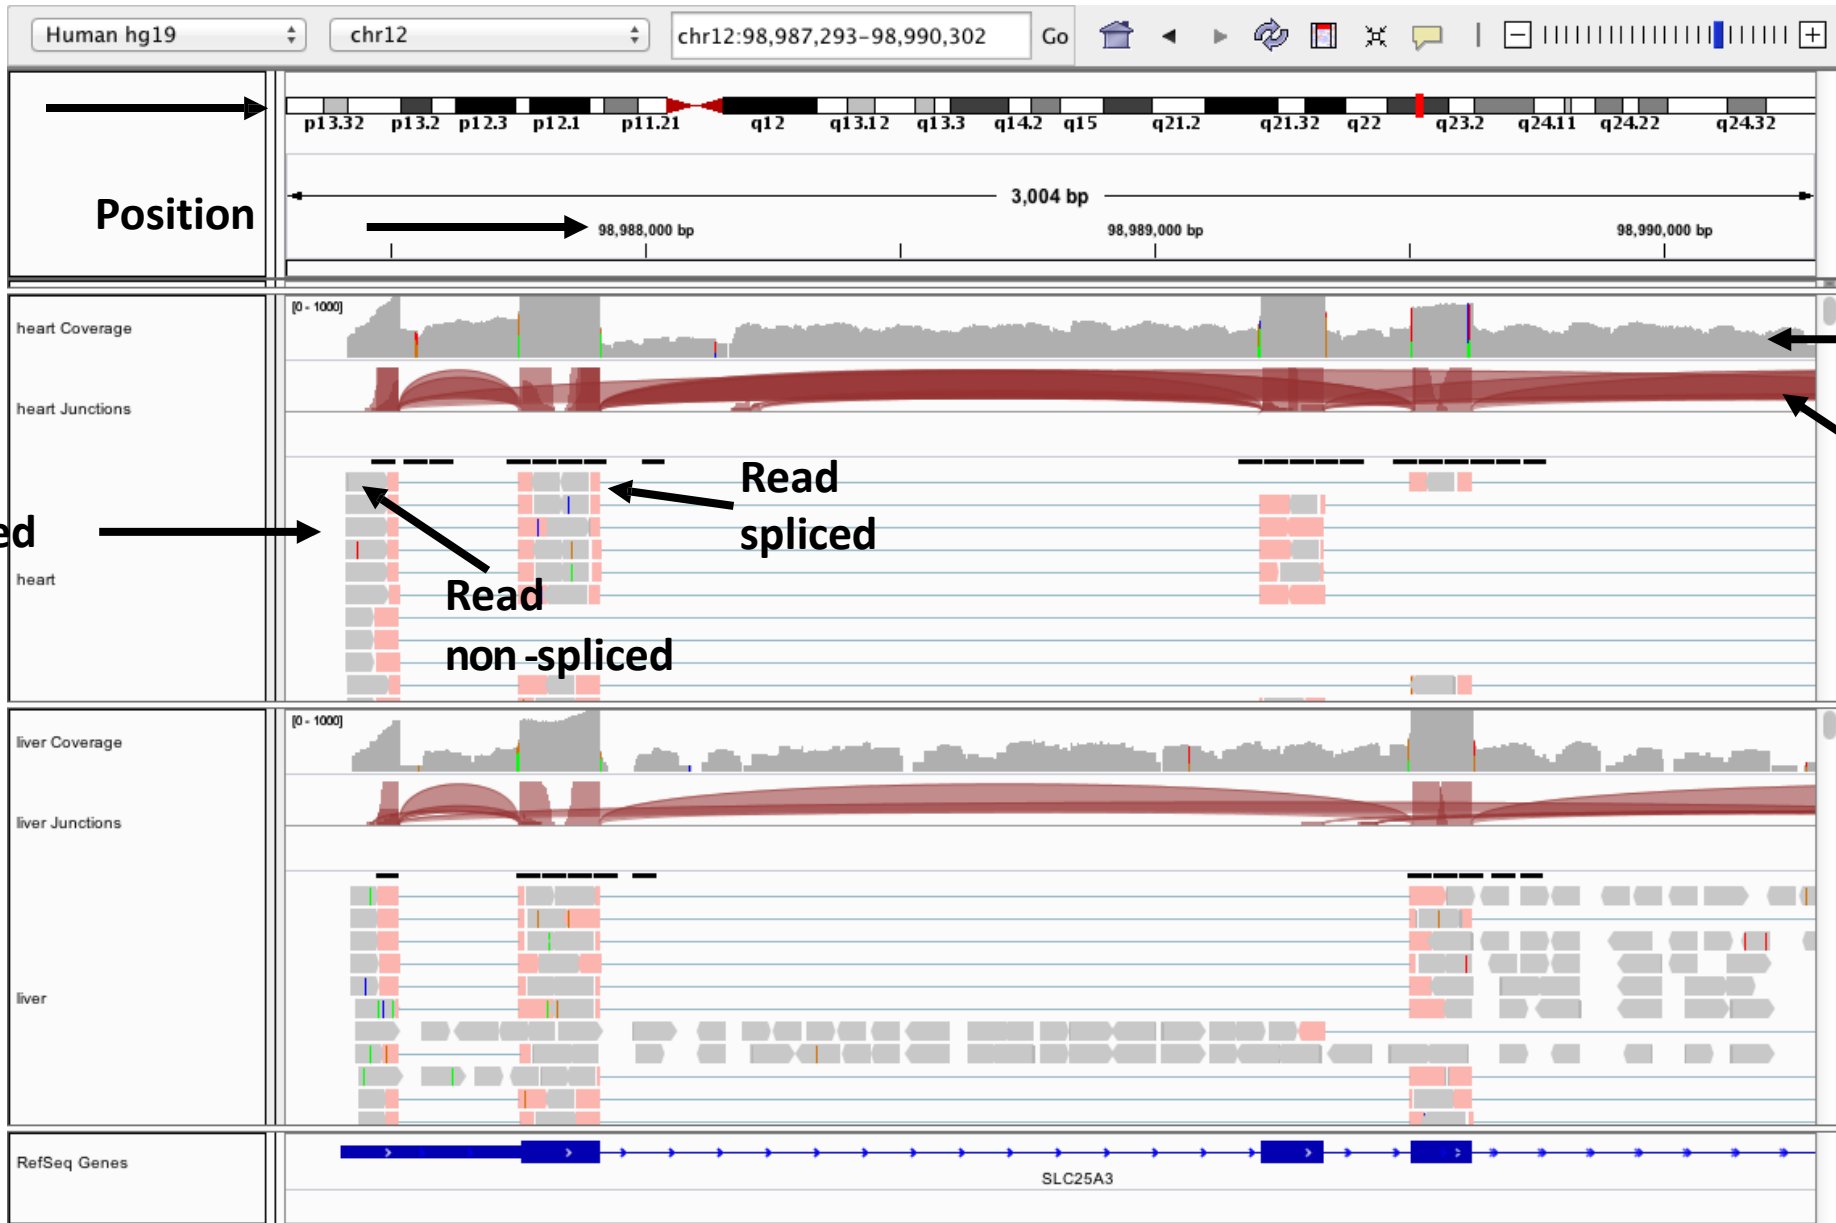 Human hg19 chr12 chr12:98,987,293-98,990,302 Go
p13.32 p13.2 p12.3 p12.1 p11.21 q12 q13.12 q13.3 q14.2 q15 q21.2 q21.32 q22 q23.2 q24.11 q24.22 q24.32
3,004 bp
Position
98,988,000 bp 98,989,000 bp 98,990,000 bp
[0 - 1000]
heart Coverage
heart Junctions
Read
spliced
ed
heart
Read
non -spliced
[0 - 1000]
liver Coverage
liver Junctions
liver
RefSeq Genes
SLC25A3